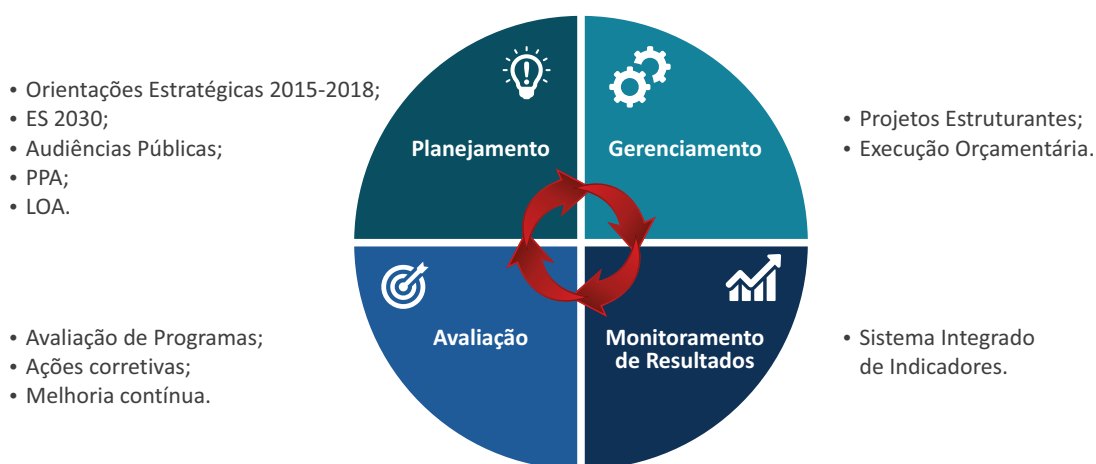 • Orientações Estratégicas 2015-2018;
• ES 2030;
• Audiências Públicas;
• PPA;
• LOA.
Planejamento
Gerenciamento
• Projetos Estruturantes;
• Execução Orçamentária.
• Avaliação de Programas;
• Ações corretivas;
• Melhoria contínua.
Avaliação
Monitoramento
de Resultados
• Sistema Integrado
de Indicadores.